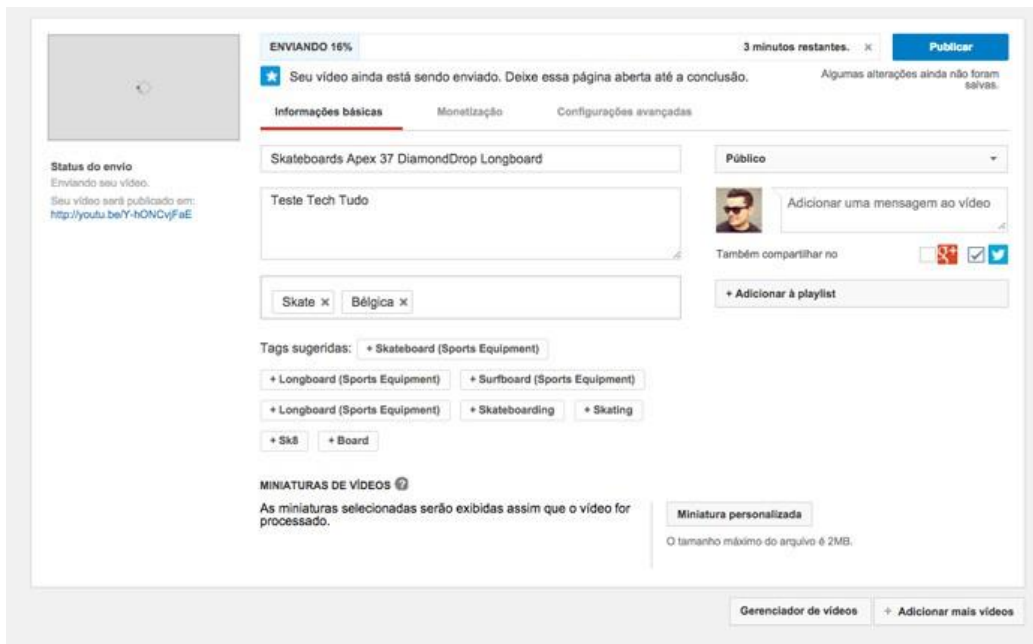 ENVIANDO 16% 3 minutos restantes. × Publicar
Seu vídeo ainda está sendo enviado. Deixe essa página aberta até a conclusão.
Algumas alterações ainda não foram
salvas.
Informações básicas Monetização Configurações avançadas
Status do envio
Enviando seu vídeo.
Seu vídeo será publicado em:
http://youtu.be/Y-hONCvjFaE
Skateboards Apex 37 DiamondDrop Longboard
Teste Tech Tudo
Skate × Bélgica ×
Tags sugeridas: + Skateboard (Sports Equipment)
+ Longboard (Sports Equipment) + Surfboard (Sports Equipment)
+ Longboard (Sports Equipment) + Skateboarding + Skating
+ Sk8 + Board
Público
Adicionar uma mensagem ao vídeo
Também compartilhar no g+
+ Adicionar à playlist
MINIATURAS DE VÍDEOS ?
As miniaturas selecionadas serão exibidas assim que o vídeo for
processado.
Miniatura personalizada
O tamanho máximo do arquivo é 2MB.
Gerenciador de vídeos + Adicionar mais vídeos